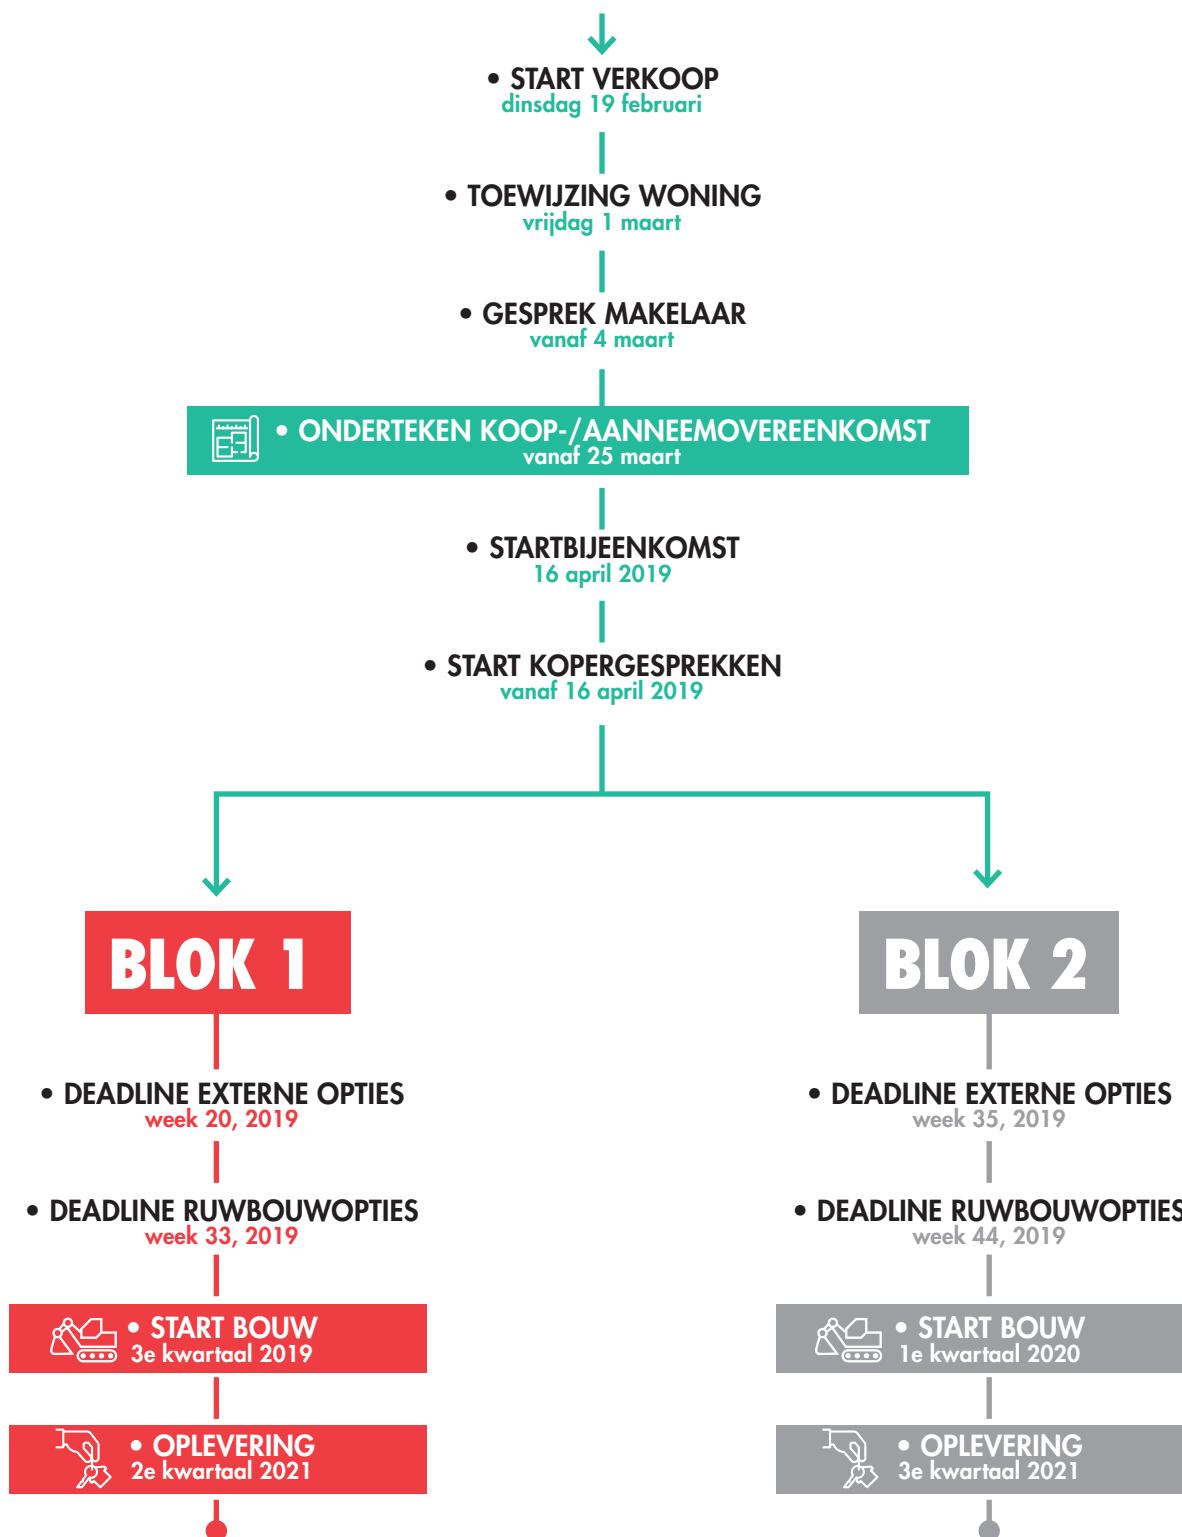 • START VERKOOP
dinsdag 19 februari
• TOEWIJZING WONING
vrijdag 1 maart
• GESPREK MAKELAAR
vanaf 4 maart
• ONDERTEKEN KOOP-/AANNEEMOVEREENKOMST
vanaf 25 maart
• STARTBIJEENKOMST
16 april 2019
• START KOPERGESPREKKEN
vanaf 16 april 2019
BLOK 1
• DEADLINE EXTERNE OPTIES
week 20, 2019
• DEADLINE RUWBOUWOPTIES
week 33, 2019
• START BOUW
3e kwartaal 2019
• OPLEVERING
2e kwartaal 2021
BLOK 2
• DEADLINE EXTERNE OPTIES
week 35, 2019
• DEADLINE RUWBOUWOPTIES
week 44, 2019
• START BOUW
1e kwartaal 2020
• OPLEVERING
3e kwartaal 2021